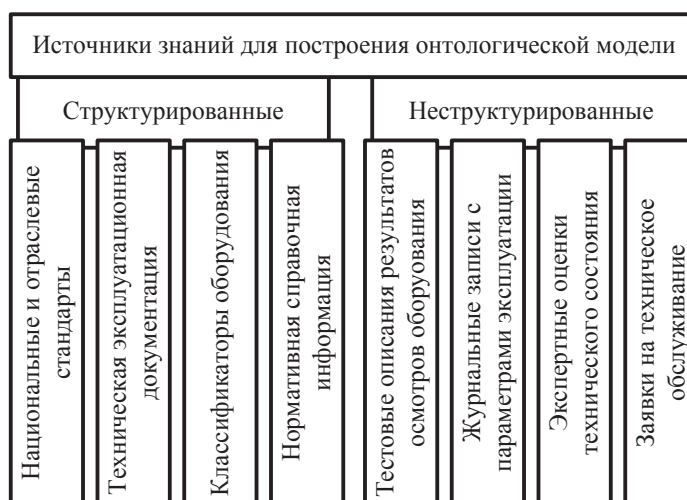 Источники знаний для построения онтологической модели
Структурированные
Неструктурированные
Национальные и отраслевые
стандарты
Техническая эксплуатационная
документация
Классификаторы оборудования
Нормативная справочная
информация
Тестовые описания результатов
осмотров оборуования
Журнальные записи с
параметрами эксплуатации
Экспертные оценки
технического состояния
Заявки на техническое
обслуживание